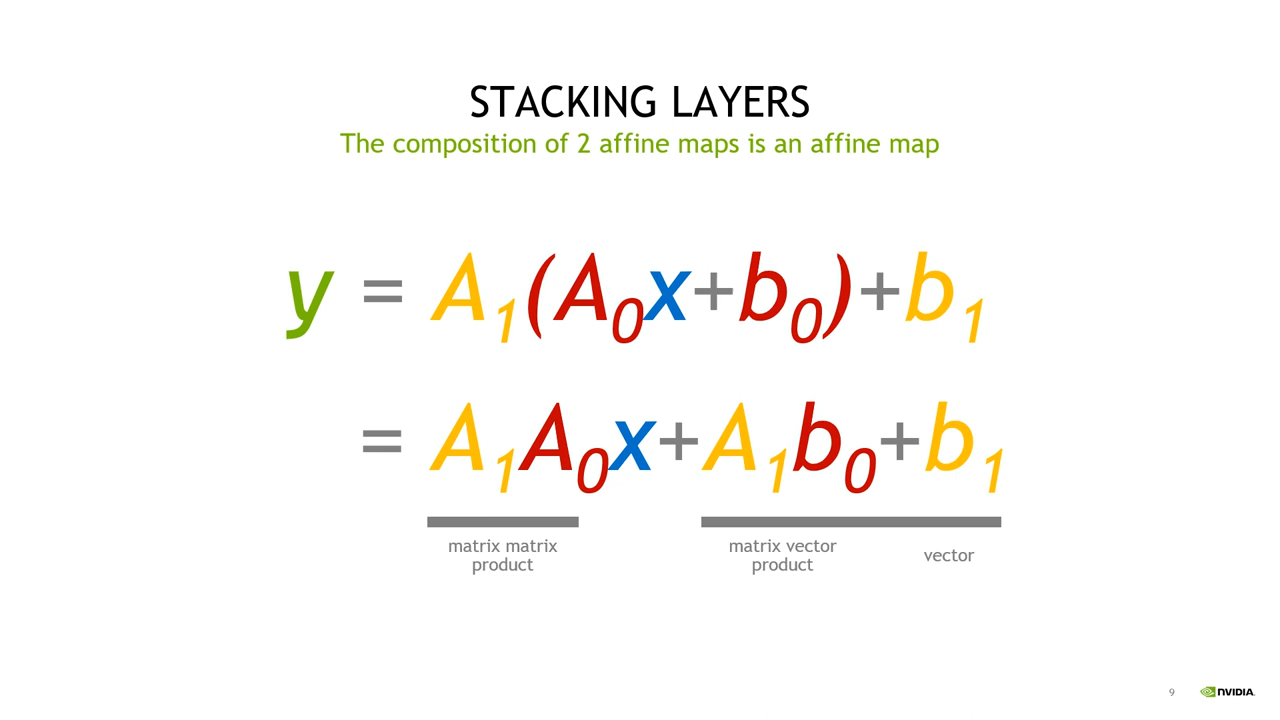 STACKING LAYERS
The composition of 2 affine maps is an affine map
y = A₁(A₀x+b₀)+b₁
= A₁A₀x+A₁b₀+b₁
matrix matrix
product
matrix vector
product
vector
9
NVIDIA.